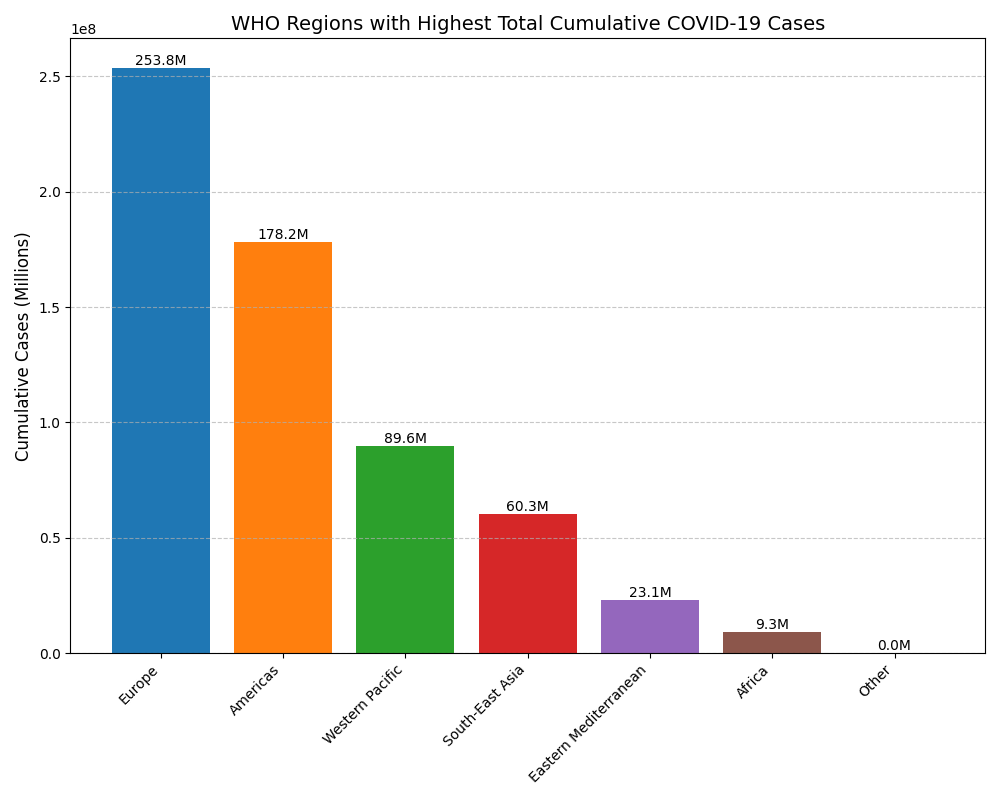 WHO Regions with Highest Total Cumulative COVID-19 Cases
1e8
Cumulative Cases (Millions)
2.5
2.0
1.5
1.0
0.5
0.0
253.8M
178.2M
89.6M
60.3M
23.1M
9.3M
0.0M
Europe
Americas
Western Pacific
South-East Asia
Eastern Mediterranean
Africa
Other